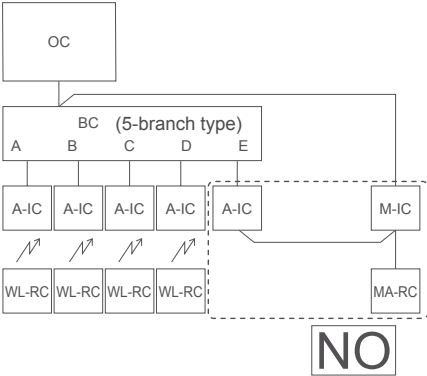 OC
BC (5-branch type)
A B C D E
A-IC A-IC A-IC A-IC A-IC M-IC
WL-RC WL-RC WL-RC WL-RC MA-RC
NO